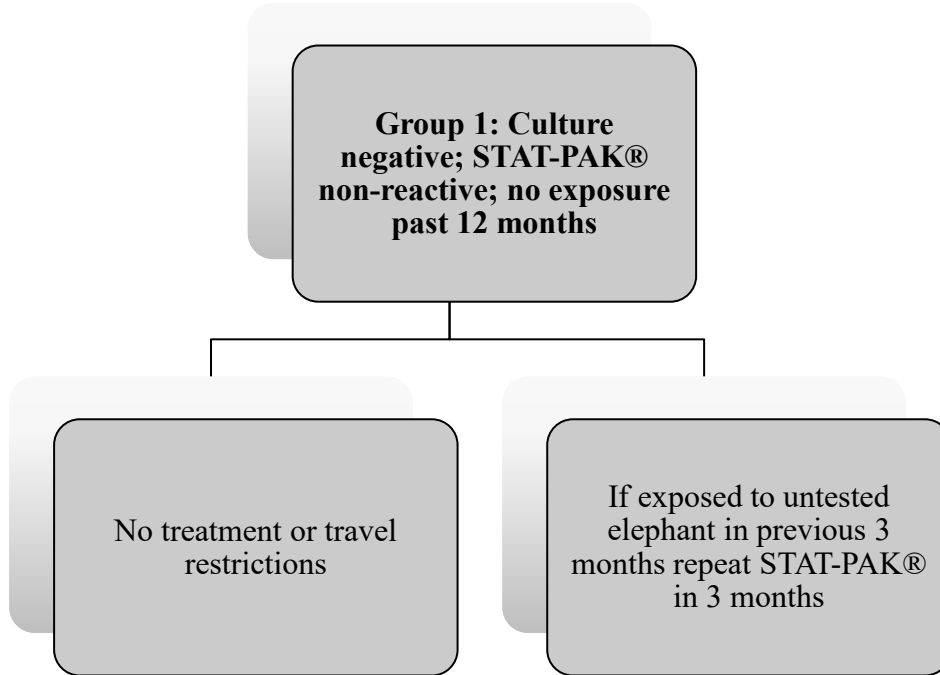 Group 1: Culture
negative; STAT-PAK®
non-reactive; no exposure
past 12 months
No treatment or travel
restrictions
If exposed to untested
elephant in previous 3
months repeat STAT-PAK®
in 3 months